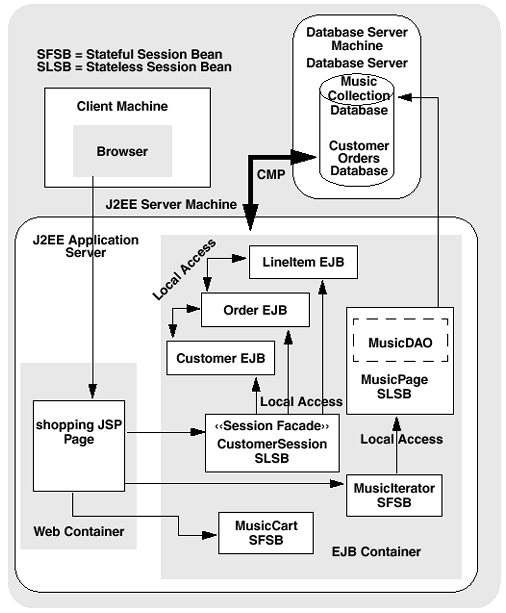 Database Server
Machine
SFSB = Stateful Session Bean
SLSB = Stateless Session Bean
Database Server
Music
Collection
Database
Customer
Orders
Database
Client Machine
Browser
CMP
J2EE Server Machine
J2EE Application
Server
Local Access
LineItem EJB
Order EJB
Customer EJB
MusicDAO
MusicPage
SLSB
Local Access
shopping JSP
Page
‹‹Session Facade››
CustomerSession
SLSB
Local Access
MusicIterator
SFSB
Web Container
MusicCart
SFSB
EJB Container